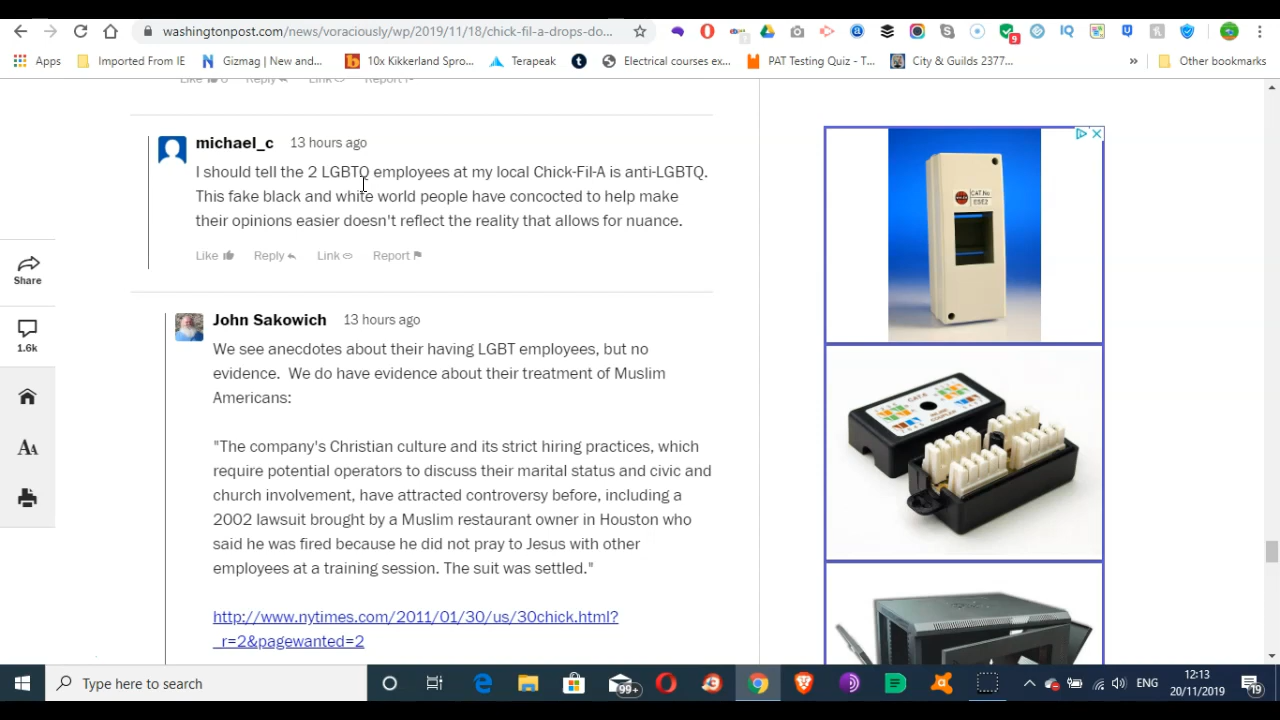 washingtonpost.com/news/voraciously/wp/2019/11/18/chick-fil-a-drops-do...
9
Apps
Imported From IE
Gizmag | New and...
10x Kikkerland Spro...
Terapeak
Electrical courses ex...
PAT Testing Quiz - T...
City & Guilds 2377...
»
Other bookmarks
michael_c 13 hours ago
I should tell the 2 LGBTQ employees at my local Chick-Fil-A is anti-LGBTQ.
This fake black and white world people have concocted to help make
their opinions easier doesn't reflect the reality that allows for nuance.
Like Reply Link Report
John Sakowich 13 hours ago
We see anecdotes about their having LGBT employees, but no
evidence. We do have evidence about their treatment of Muslim
Americans:
"The company's Christian culture and its strict hiring practices, which
require potential operators to discuss their marital status and civic and
church involvement, have attracted controversy before, including a
2002 lawsuit brought by a Muslim restaurant owner in Houston who
said he was fired because he did not pray to Jesus with other
employees at a training session. The suit was settled."
http://www.nytimes.com/2011/01/30/us/30chick.html?
_r=2&pagewanted=2
Share
1.6k
AA
CAT.No
Type here to search
99+
ENG
12:13
20/11/2019
19